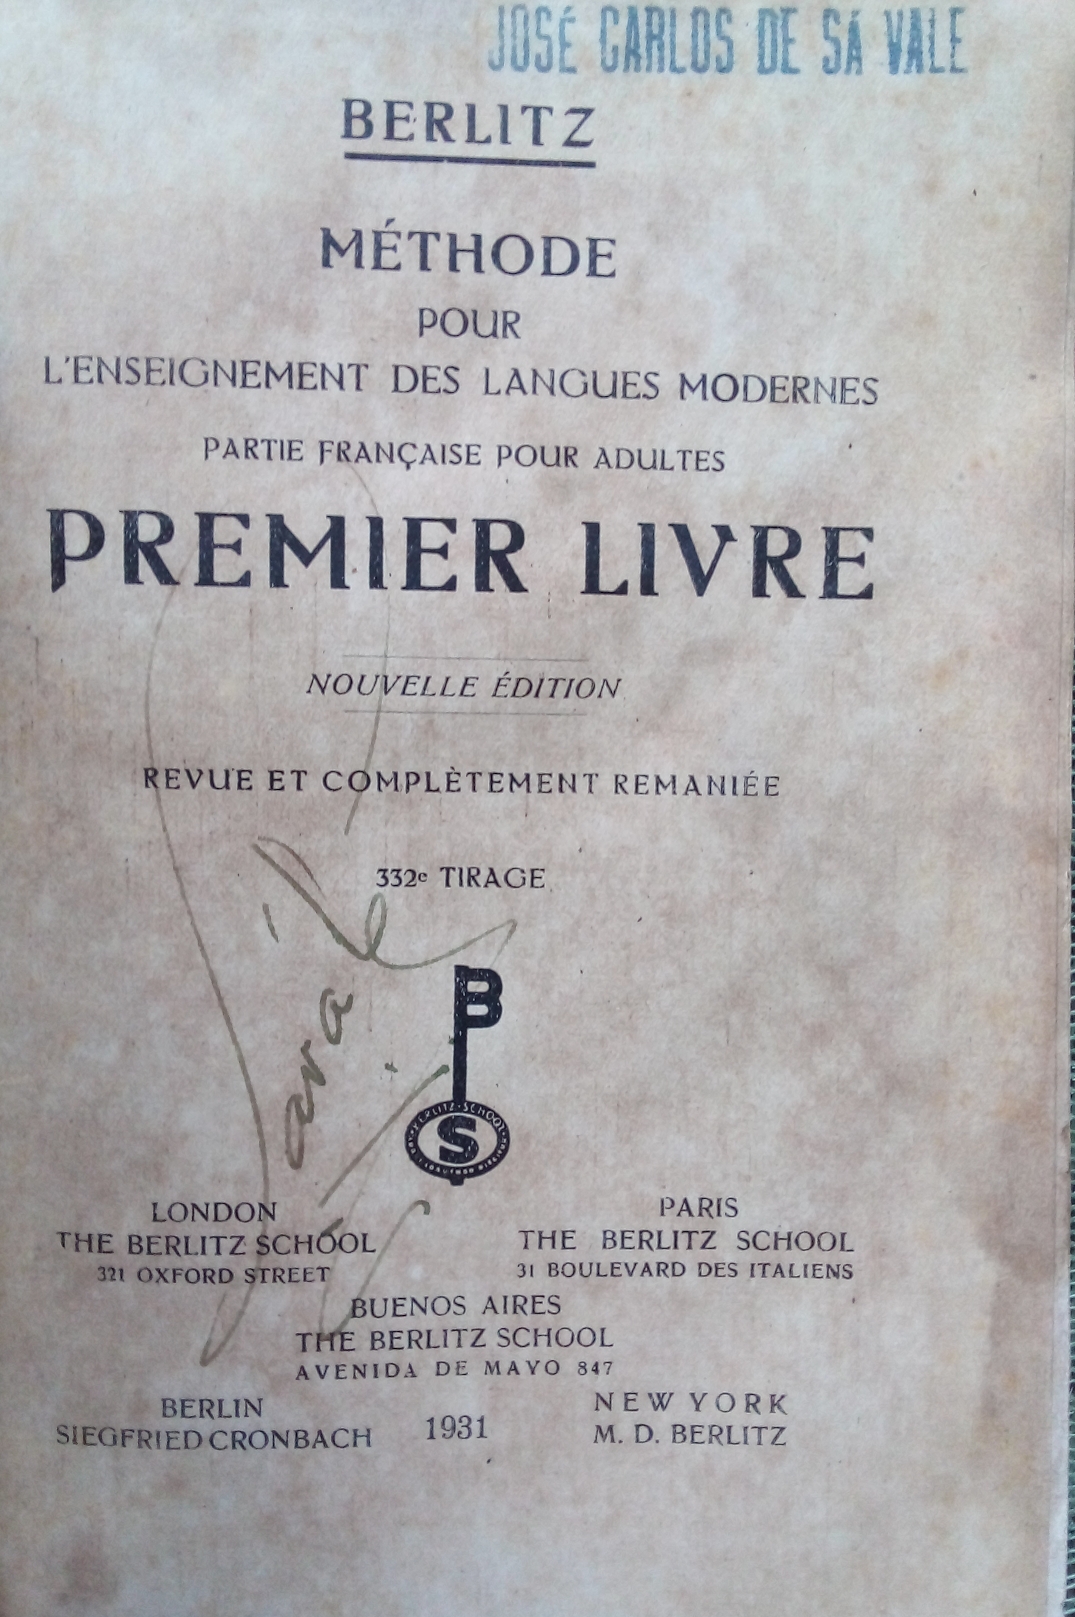 JOSÉ CARLOS DE SÁ VALE
BERLITZ
MÉTHODE
POUR
L'ENSEIGNEMENT DES LANGUES MODERNES
PARTIE FRANÇAISE POUR ADULTES
PREMIER LIVRE
NOUVELLE ÉDITION
REVUE ET COMPLÈTEMENT REMANIÉE
332e TIRAGE
B
BERLITZ·SCHOOL
S
LONDON
THE BERLITZ SCHOOL
321 OXFORD STREET
PARIS
THE BERLITZ SCHOOL
31 BOULEVARD DES ITALIENS
BUENOS AIRES
THE BERLITZ SCHOOL
AVENIDA DE MAYO 847
BERLIN
SIEGFRIED CRONBACH
1931
NEW YORK
M. D. BERLITZ